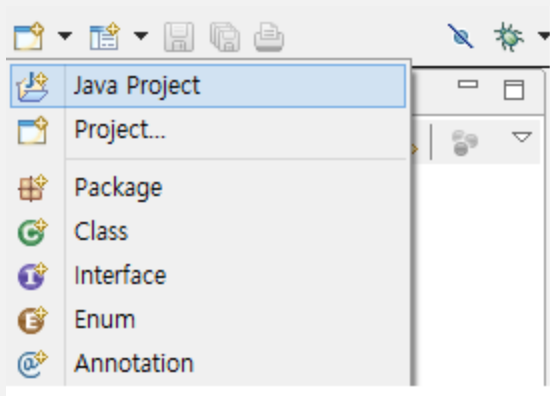 Java Project
Project...
Package
Class
Interface
Enum
Annotation